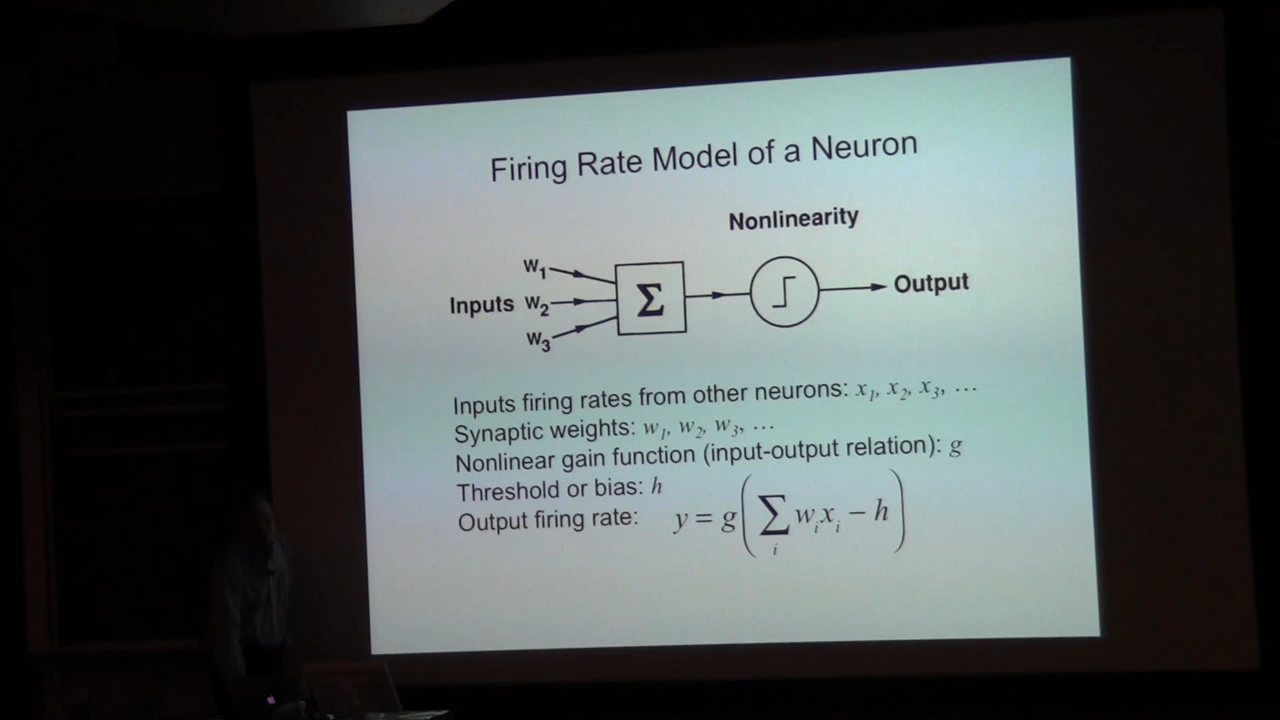 Firing Rate Model of a Neuron
Nonlinearity
w1
Inputs w2
w3
Σ
Output
Inputs firing rates from other neurons: x1, x2, x3, ...
Synaptic weights: w1, w2, w3, ...
Nonlinear gain function (input-output relation): g
Threshold or bias: h
Output firing rate: y = g(∑i wixi − h)